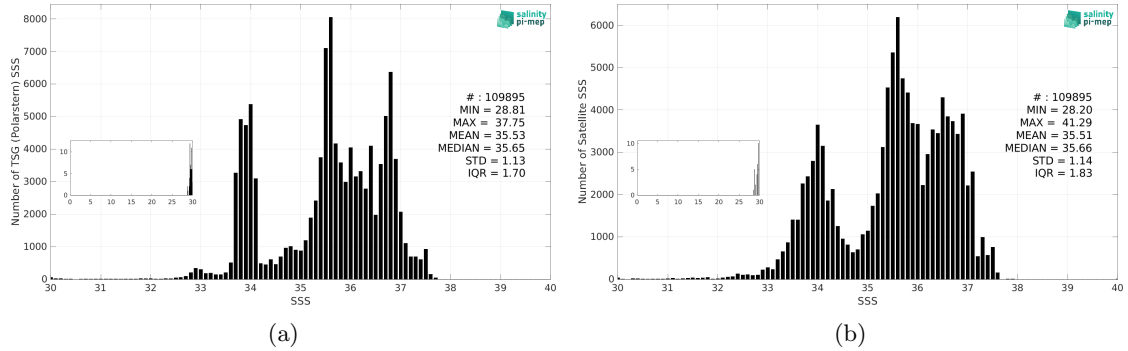 salinity
pi-mep
Number of TSG (Polarstern) SSS
8000
7000
6000
5000
4000
3000
2000
1000
0
30
31
32
33
34
35
36
37
38
39
40
SSS
# : 109895
MIN = 28.81
MAX = 37.75
MEAN = 35.53
MEDIAN = 35.65
STD = 1.13
IQR = 1.70
10
5
0
0
5
10
15
20
25
30
(a)
salinity
pi-mep
Number of Satellite SSS
6000
5000
4000
3000
2000
1000
0
30
31
32
33
34
35
36
37
38
39
40
SSS
# : 109895
MIN = 28.20
MAX = 41.29
MEAN = 35.51
MEDIAN = 35.66
STD = 1.14
IQR = 1.83
10
5
0
0
5
10
15
20
25
30
(b)